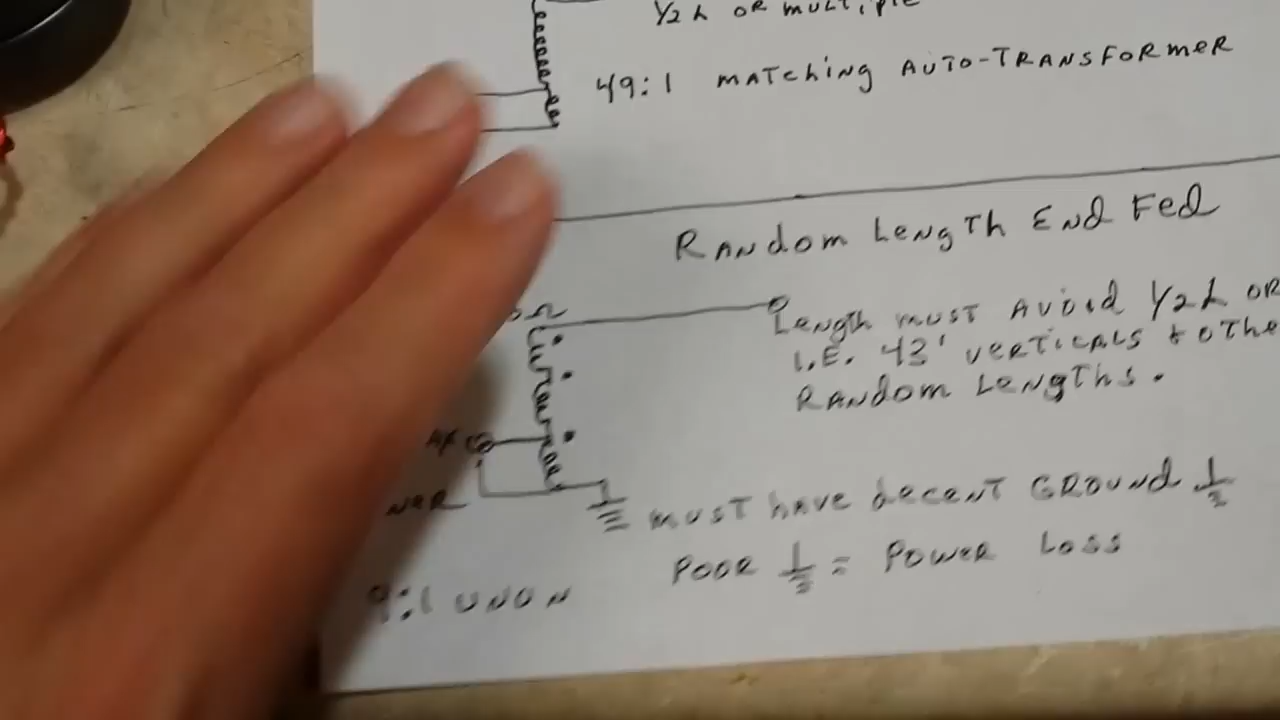 1/2 λ OR MULTIPLE
49:1 MATCHING AUTO-TRANSFORMER
RANDOM LENGTH END FED
Ω
LENGTH MUST AVOID 1/2 λ OR
I.E. 43' VERTICALS & OTHE
RANDOM LENGTHS.
MUST HAVE DECENT GROUND ⏚
POOR ⏚ = POWER LOSS
9:1 UNUN